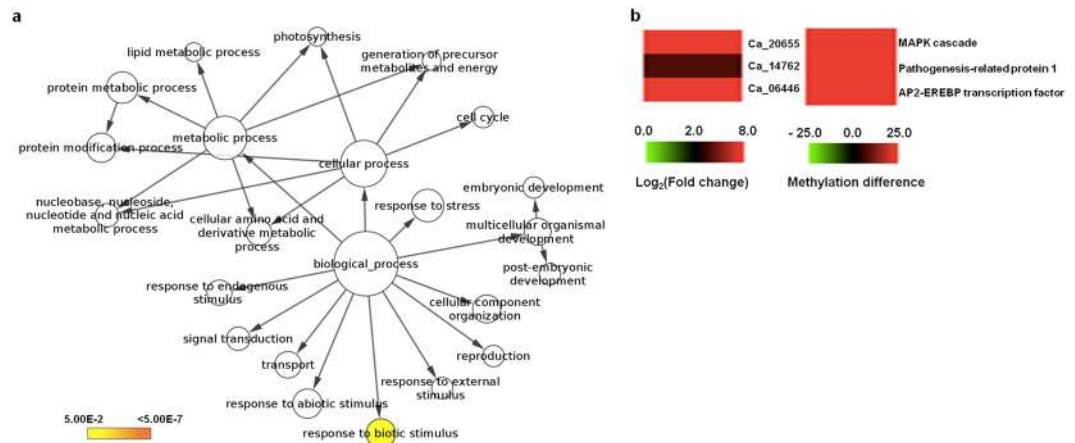 a
photosynthesis
lipid metabolic process
generation of precursor
metabolites and energy
protein metabolic process
cell cycle
metabolic process
protein modification process
cellular process
embryonic development
nucleobase, nucleoside,
nucleotide and nucleic acid
metabolic process
cellular amino acid and
derivative metabolic
process
response to stress
multicellular organismal
development
biological_process
post-embryonic
development
response to endogenous
stimulus
cellular component
organization
signal transduction
reproduction
transport
response to external
stimulus
response to abiotic stimulus
5.00E-2 <5.00E-7
response to biotic stimulus
b
Ca_20655 MAPK cascade
Ca_14762 Pathogenesis-related protein 1
Ca_06446 AP2-EREBP transcription factor
0.0 2.0 8.0 - 25.0 0.0 25.0
Log2(Fold change) Methylation difference